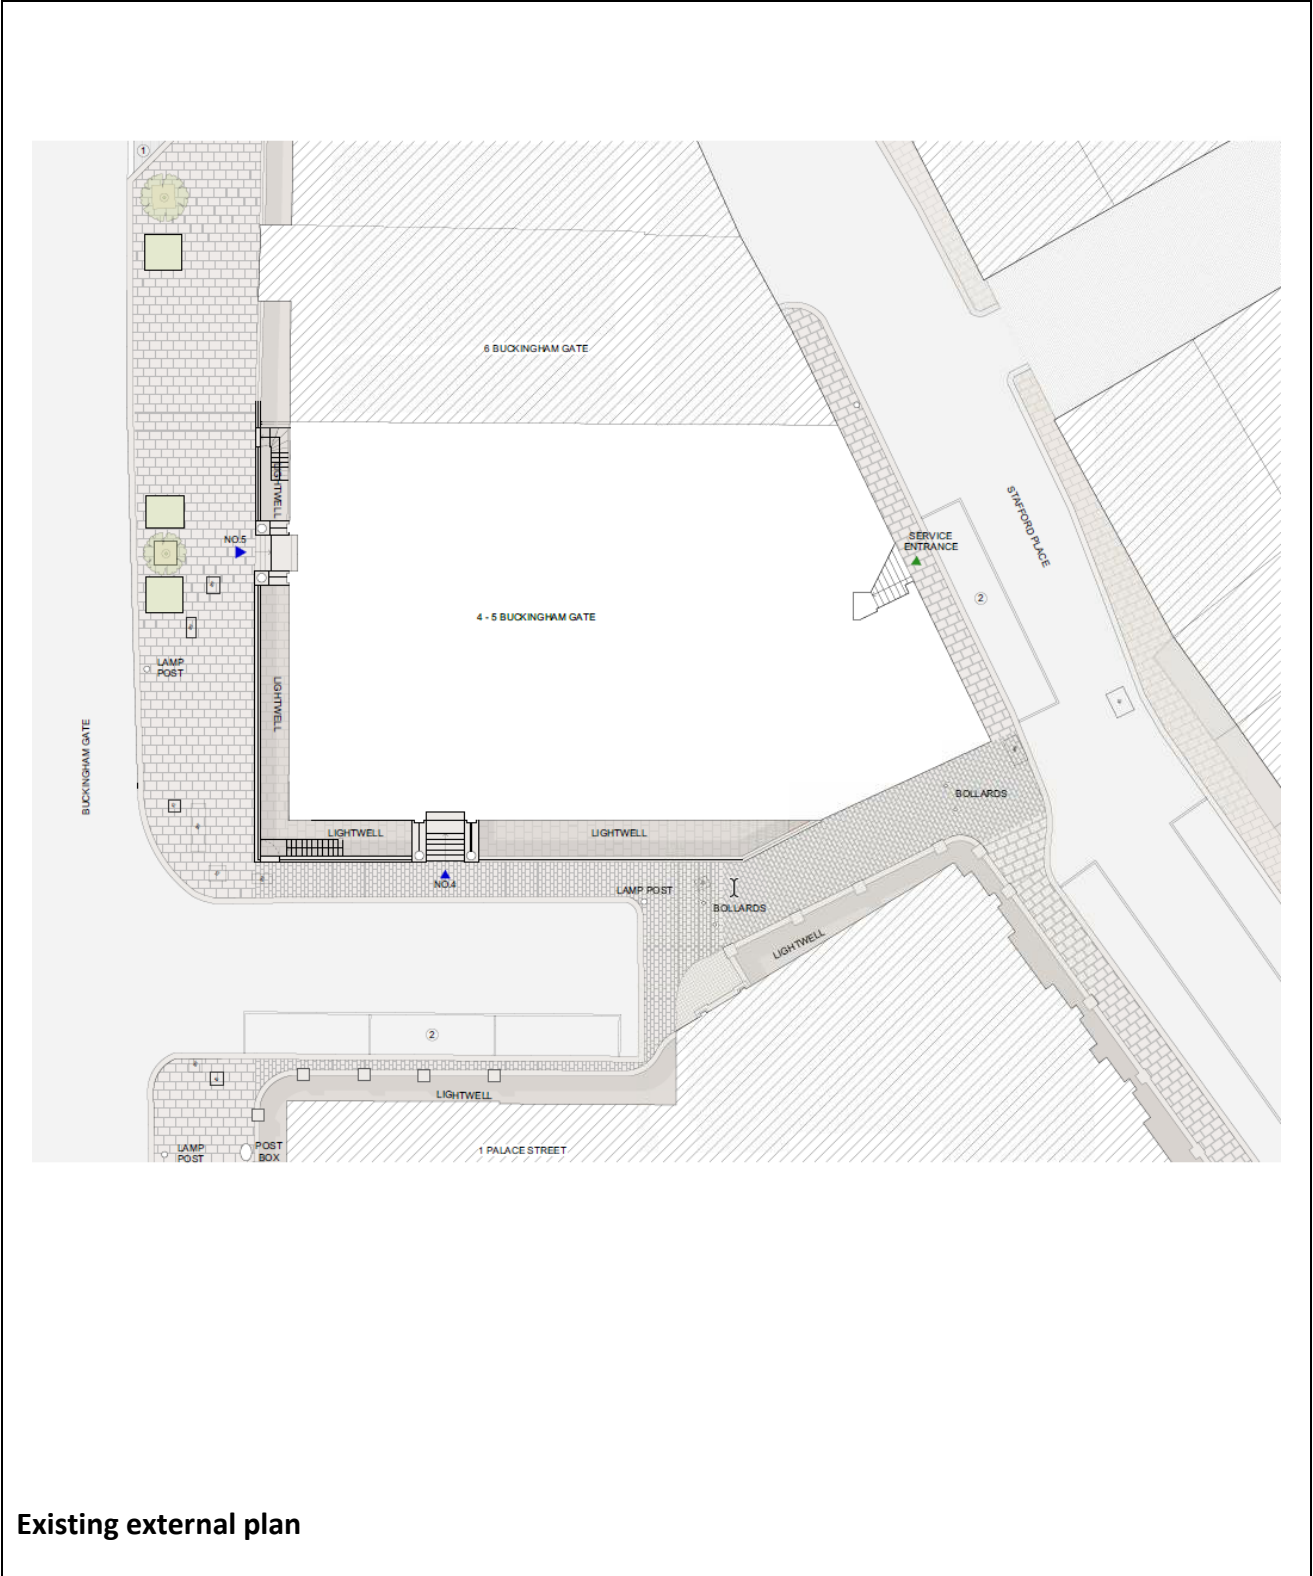 1
6 BUCKINGHAM GATE
STAFFORD PLACE
LIGHTWELL
NO.5
SERVICE
ENTRANCE
2
4 - 5 BUCKINGHAM GATE
LAMP
POST
LIGHTWELL
BUCKINGHAM GATE
BOLLARDS
LIGHTWELL
LIGHTWELL
NO.4
LAMP POST
BOLLARDS
LIGHTWELL
2
LIGHTWELL
LAMP
POST
POST
BOX
1 PALACE STREET
Existing external plan